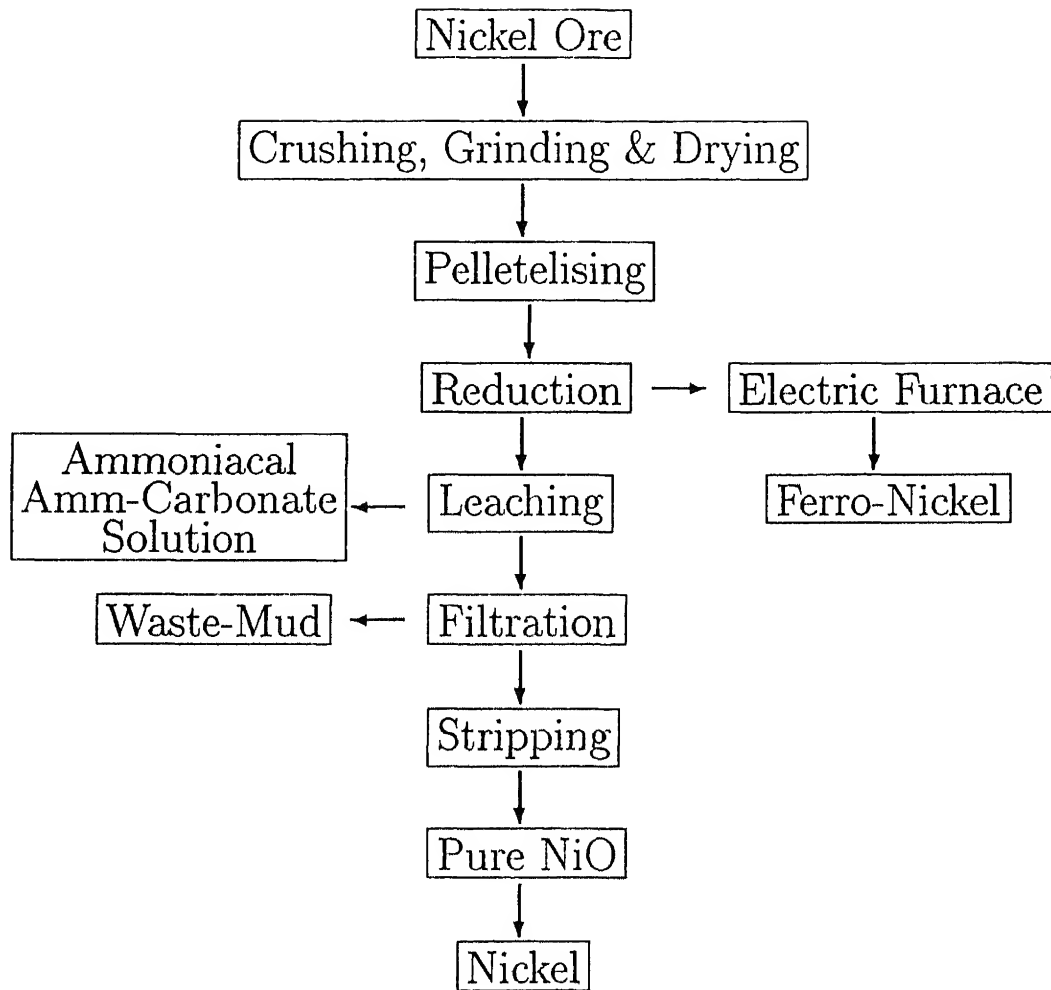 Nickel Ore
Crushing, Grinding & Drying
Pelletelising
Reduction
Electric Furnace
Ammoniacal
Amm-Carbonate
Solution
Leaching
Ferro-Nickel
Waste-Mud
Filtration
Stripping
Pure NiO
Nickel